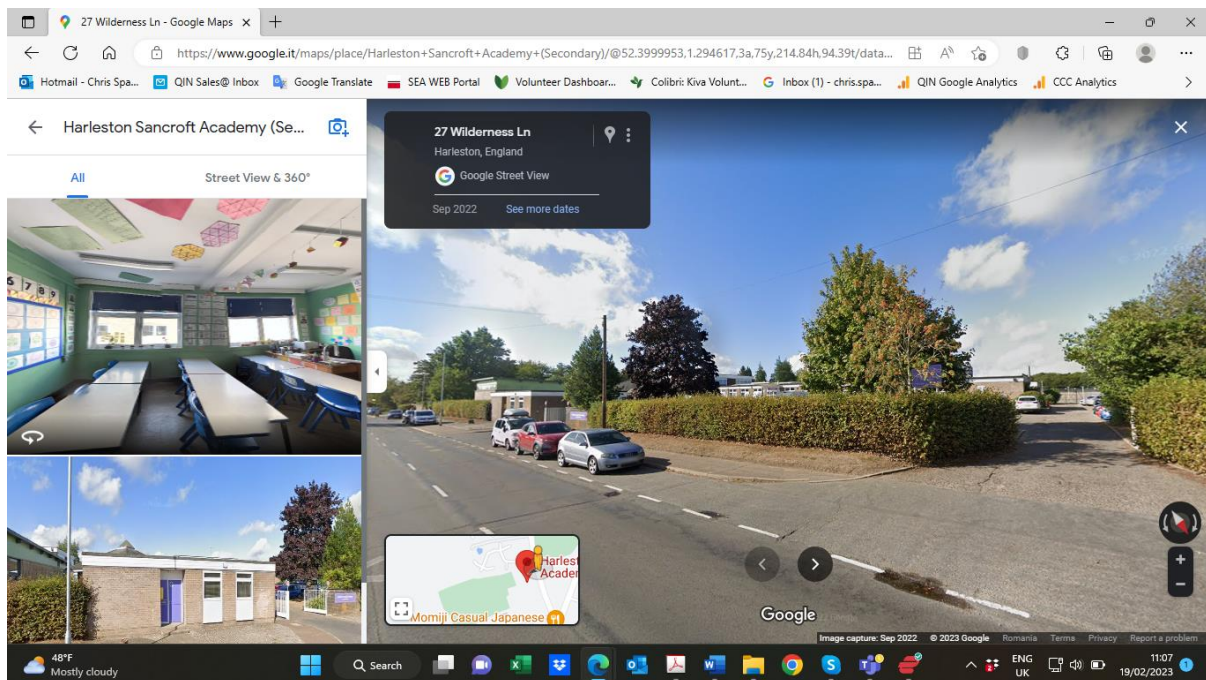 27 Wilderness Ln - Google Maps
https://www.google.it/maps/place/Harleston+Sancroft+Academy+(Secondary)/@52.3999953,1.294617,3a,75y,214.84h,94.39t/data...
Hotmail - Chris Spa...
QIN Sales@ Inbox
Google Translate
SEA WEB Portal
Volunteer Dashboar...
Colibri: Kiva Volunt...
Inbox (1) - chris.spa...
QIN Google Analytics
CCC Analytics
Harleston Sancroft Academy (Se...
All
Street View & 360°
27 Wilderness Ln
Harleston, England
Google Street View
Sep 2022 See more dates
6 7 8 9
Harlest
Acader
Momiji Casual Japanese
Google
Image capture: Sep 2022 © 2023 Google Romania Terms Privacy Report a problem
48°F
Mostly cloudy
Search
ENG
UK
11:07
19/02/2023
1